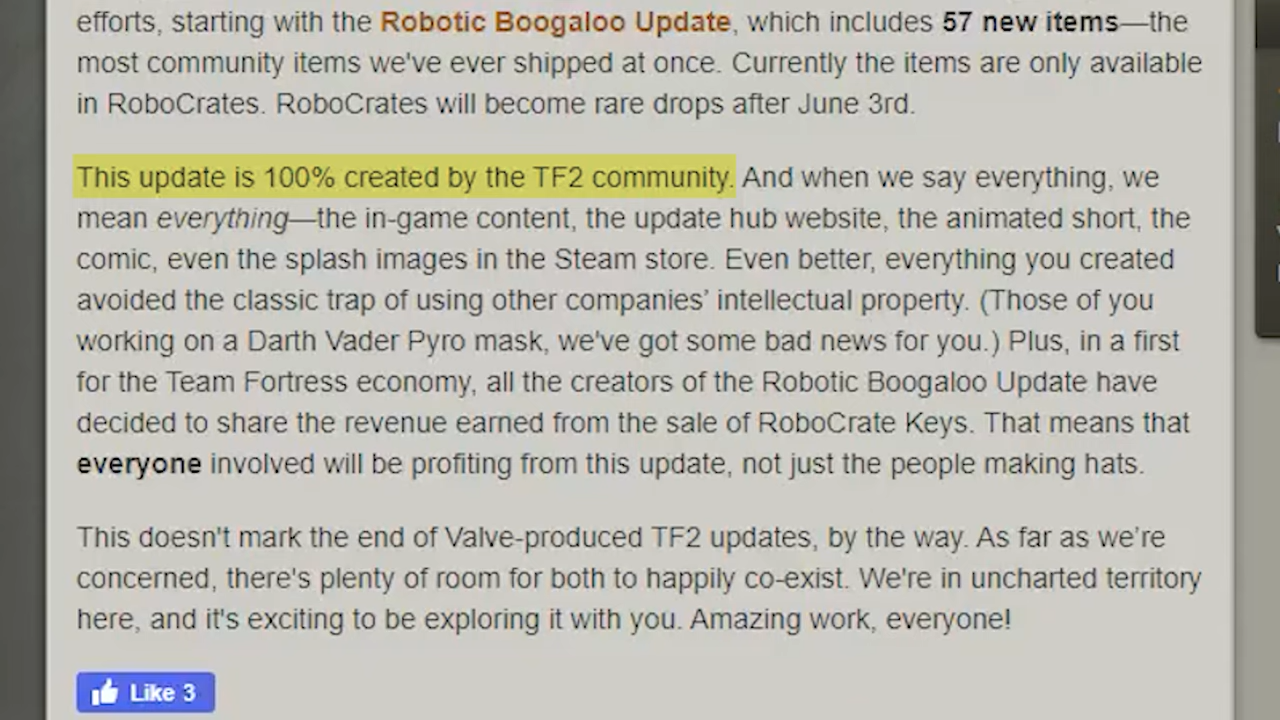 efforts, starting with the Robotic Boogaloo Update, which includes 57 new items—the
most community items we've ever shipped at once. Currently the items are only available
in RoboCrates. RoboCrates will become rare drops after June 3rd.
This update is 100% created by the TF2 community. And when we say everything, we
mean everything—the in-game content, the update hub website, the animated short, the
comic, even the splash images in the Steam store. Even better, everything you created
avoided the classic trap of using other companies’ intellectual property. (Those of you
working on a Darth Vader Pyro mask, we've got some bad news for you.) Plus, in a first
for the Team Fortress economy, all the creators of the Robotic Boogaloo Update have
decided to share the revenue earned from the sale of RoboCrate Keys. That means that
everyone involved will be profiting from this update, not just the people making hats.
This doesn't mark the end of Valve-produced TF2 updates, by the way. As far as we’re
concerned, there's plenty of room for both to happily co-exist. We're in uncharted territory
here, and it's exciting to be exploring it with you. Amazing work, everyone!
Like 3